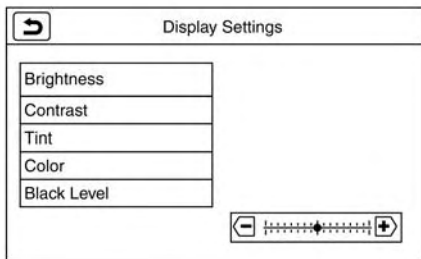 Display Settings
Brightness
Contrast
Tint
Color
Black Level